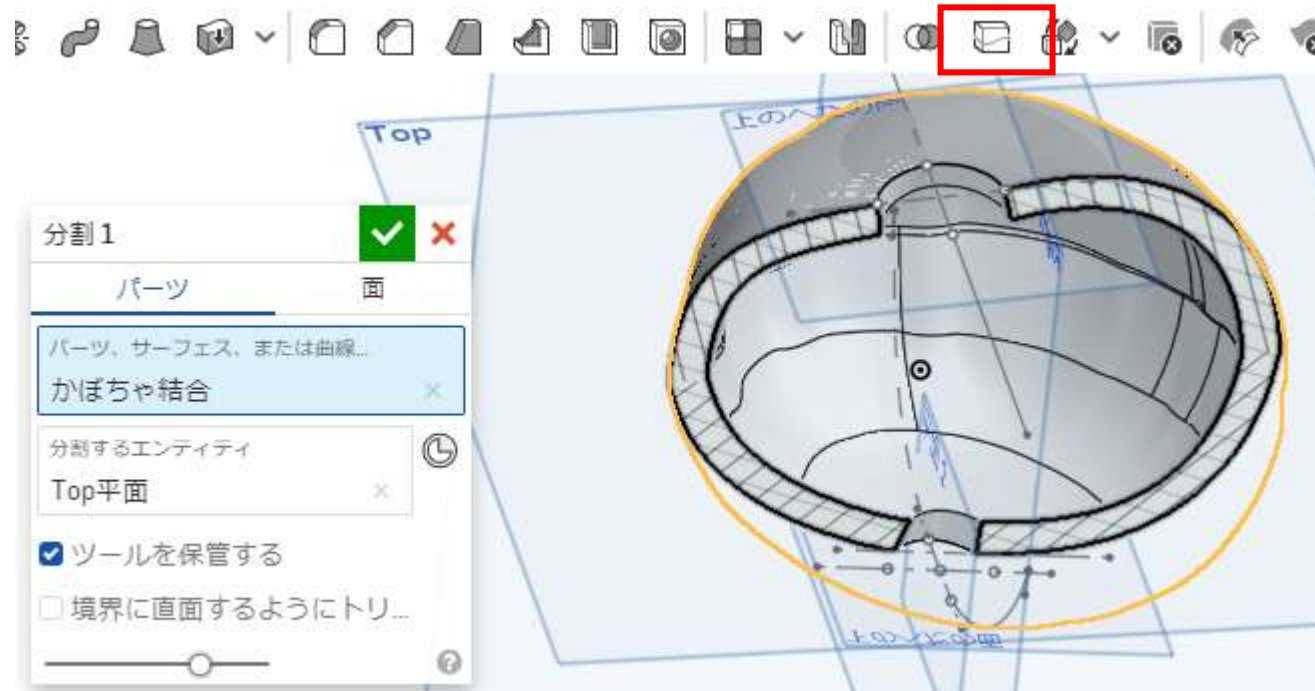 Top
分割 1
パーツ
面
パーツ、サーフェス、または曲線...
かぼちゃ結合
分割するエンティティ
Top平面
ツールを保管する
境界に直面するようにトリ...